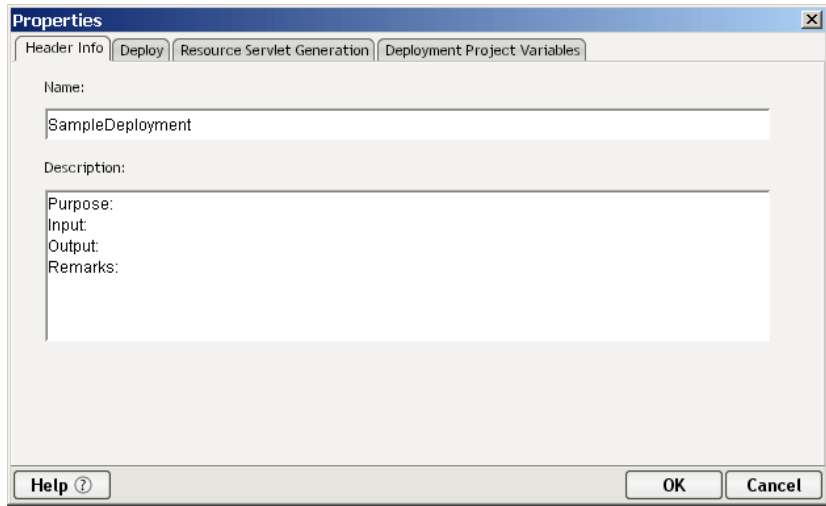 Properties
Header Info Deploy Resource Servlet Generation Deployment Project Variables
Name:
SampleDeployment
Description:
Purpose:
Input:
Output:
Remarks:
Help ? OK Cancel